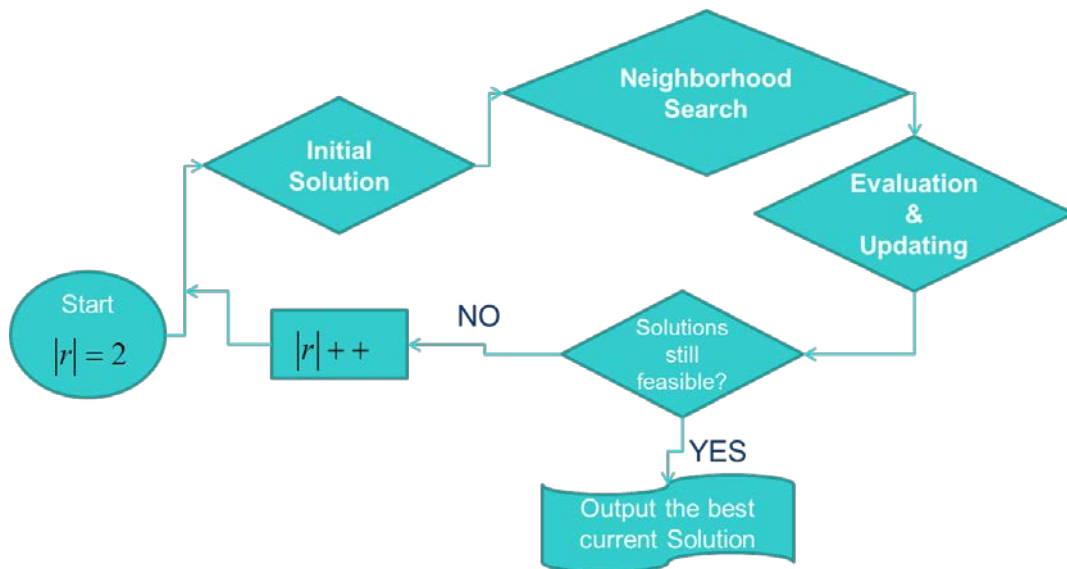 Start
|r| = 2
Initial
Solution
Neighborhood
Search
Evaluation
&
Updating
Solutions
still
feasible?
NO
|r| + +
YES
Output the best
current Solution